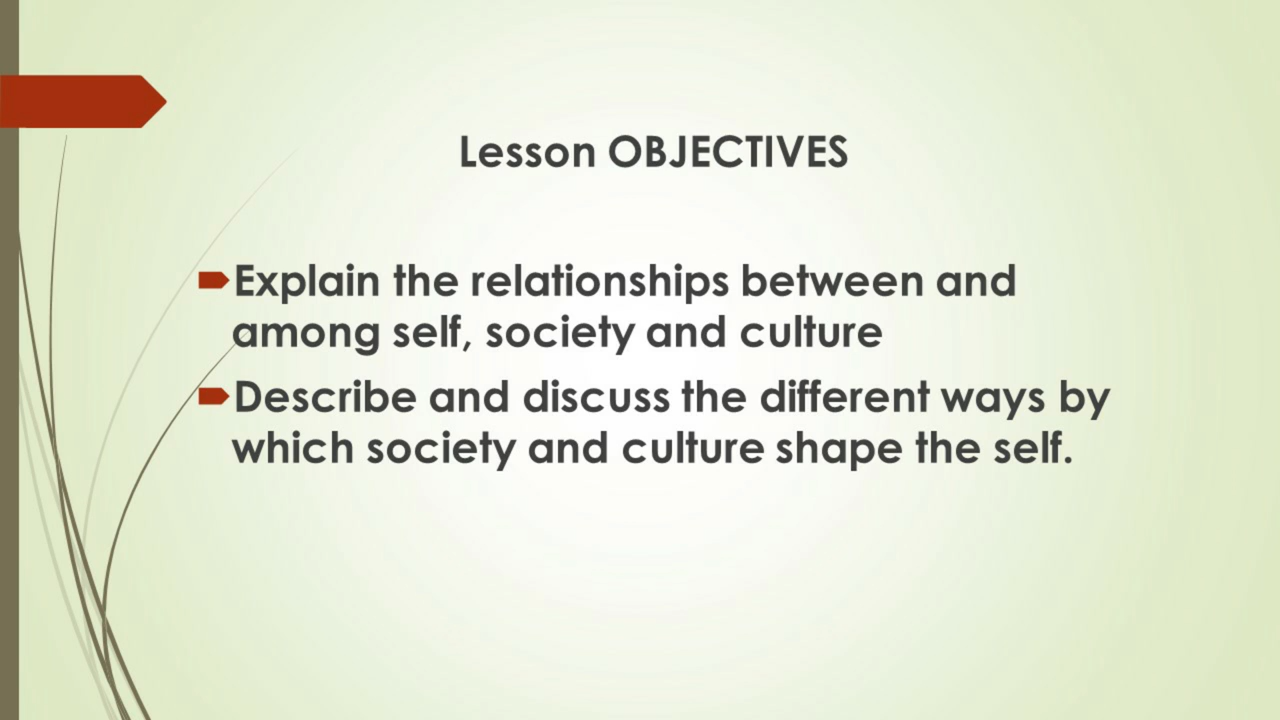 Lesson OBJECTIVES
Explain the relationships between and
among self, society and culture
Describe and discuss the different ways by
which society and culture shape the self.